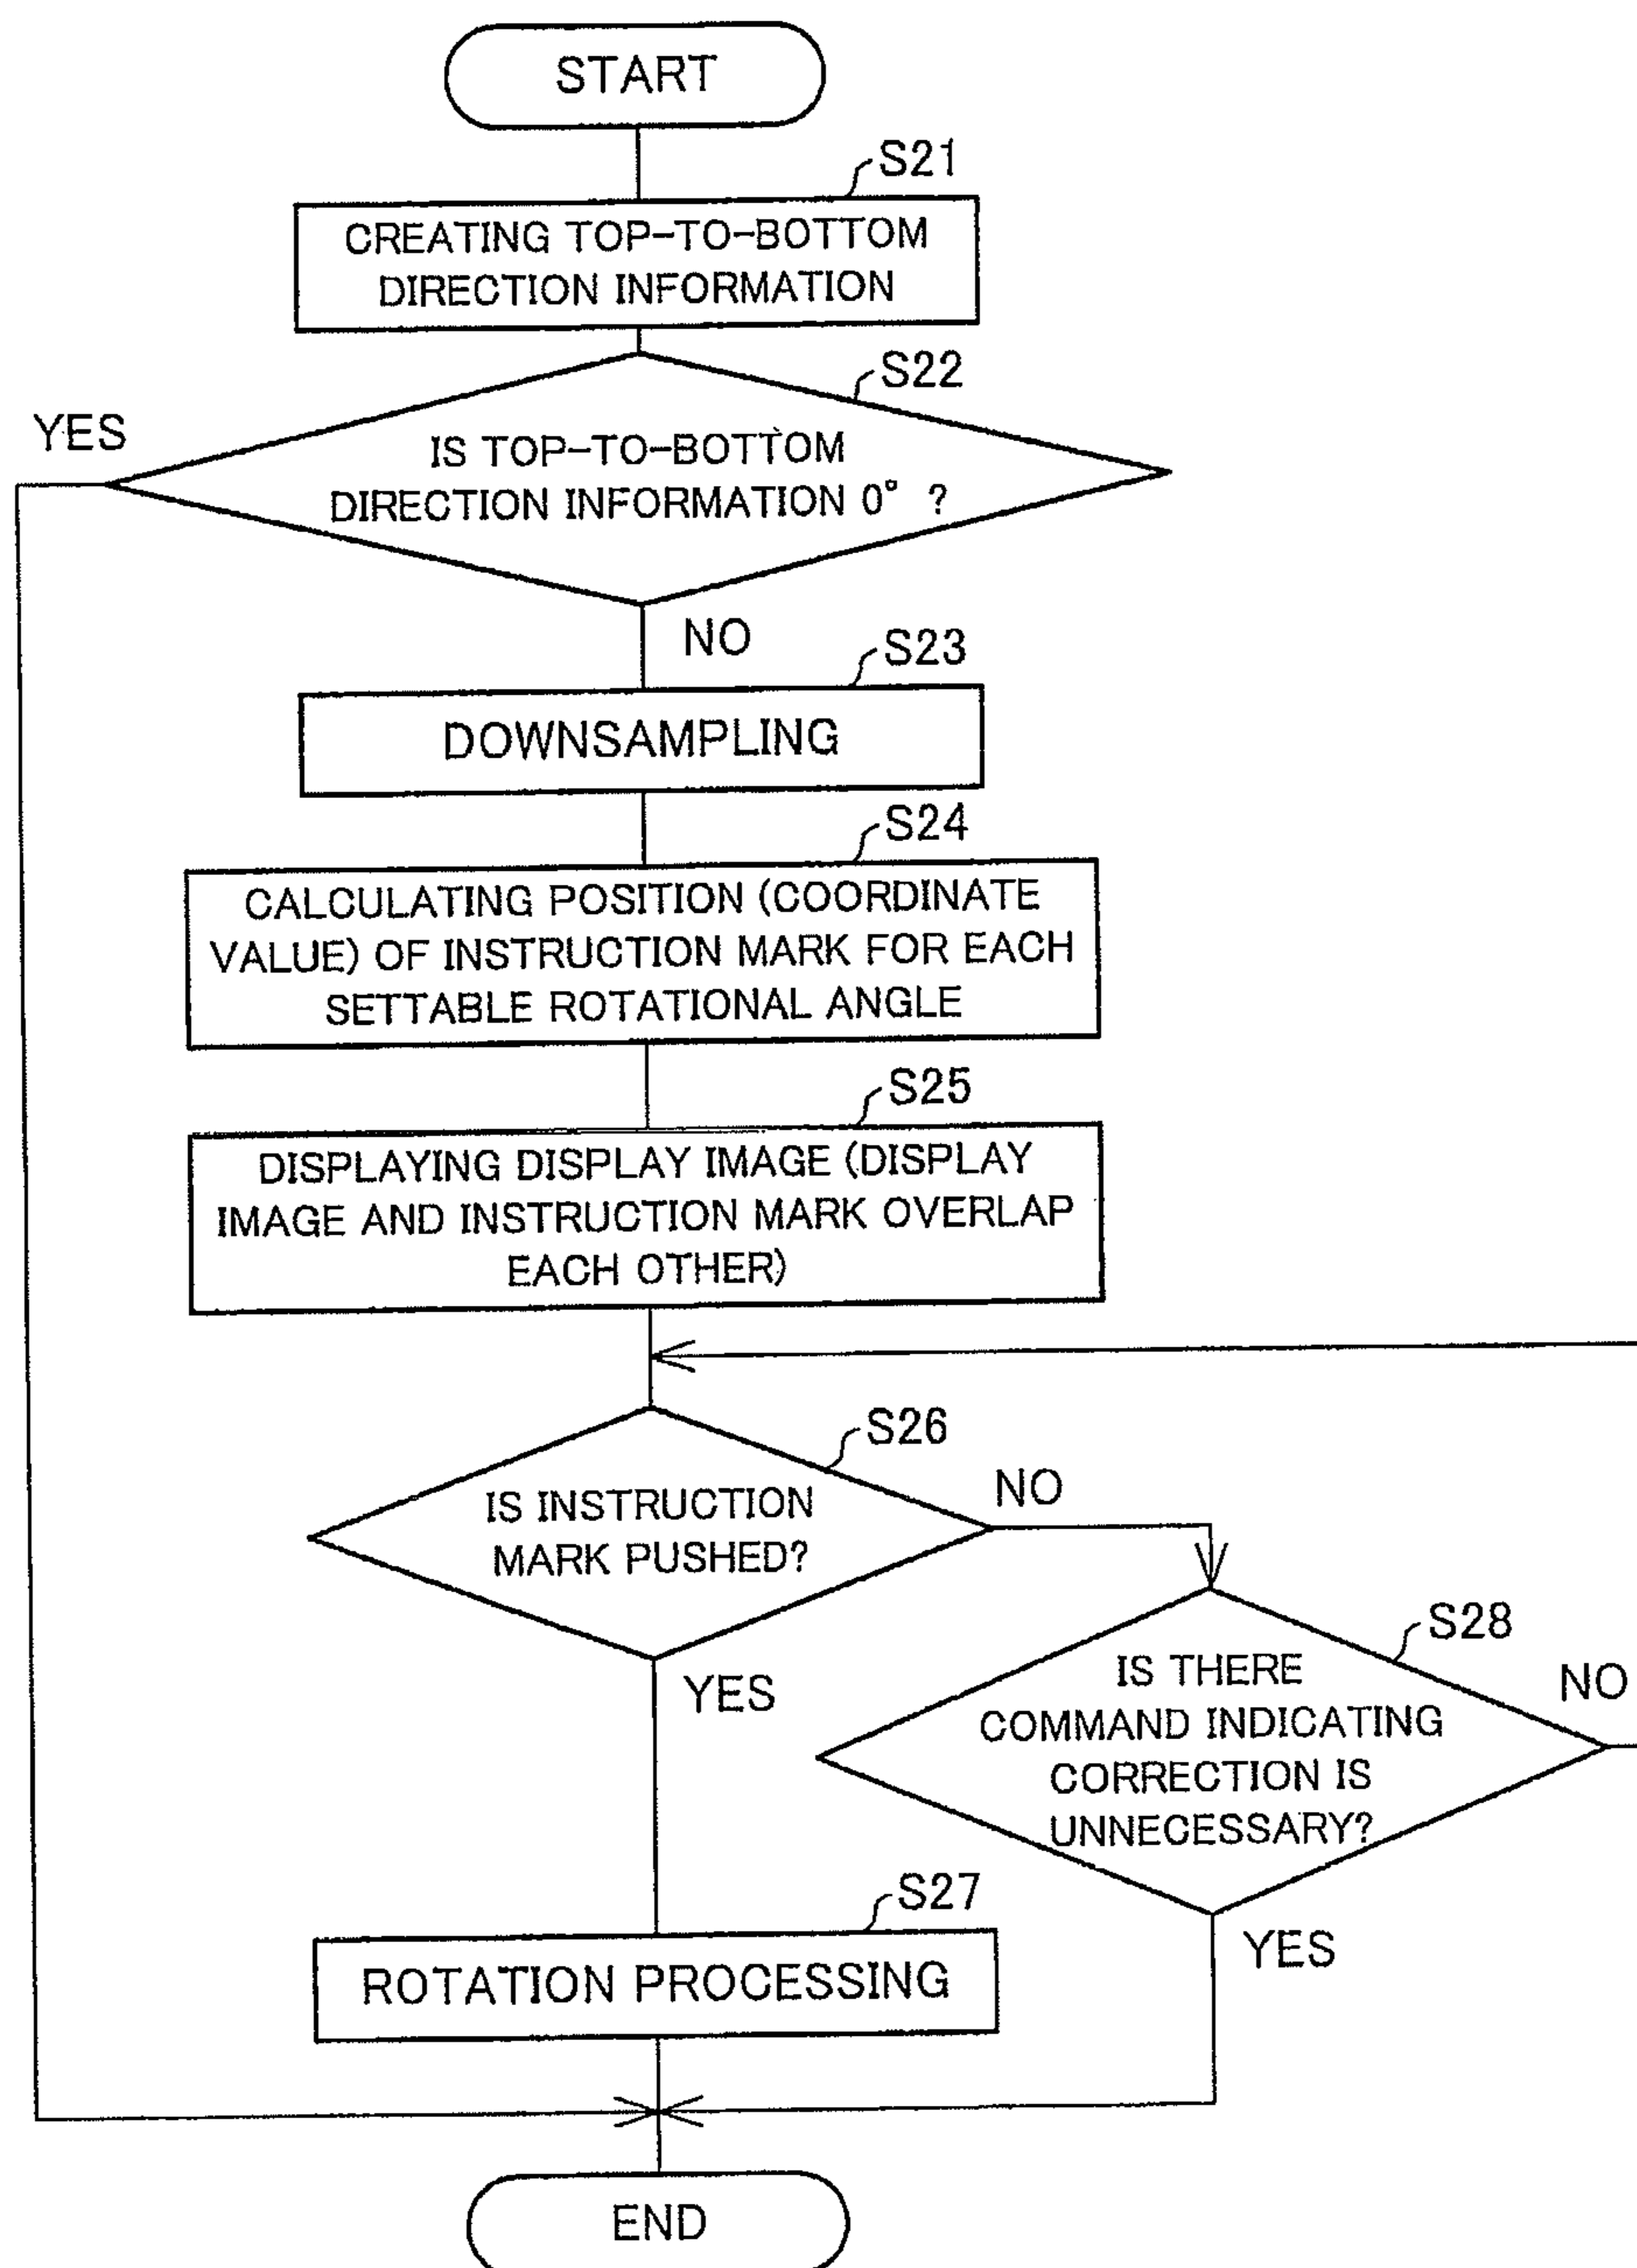 START
S21
CREATING TOP-TO-BOTTOM
DIRECTION INFORMATION
S22
YES
IS TOP-TO-BOTTOM
DIRECTION INFORMATION 0° ?
NO
S23
DOWNSAMPLING
S24
CALCULATING POSITION (COORDINATE
VALUE) OF INSTRUCTION MARK FOR EACH
SETTABLE ROTATIONAL ANGLE
S25
DISPLAYING DISPLAY IMAGE (DISPLAY
IMAGE AND INSTRUCTION MARK OVERLAP
EACH OTHER)
S26
NO
IS INSTRUCTION
MARK PUSHED?
YES
S28
NO
IS THERE
COMMAND INDICATING
CORRECTION IS
UNNECESSARY?
YES
S27
ROTATION PROCESSING
END